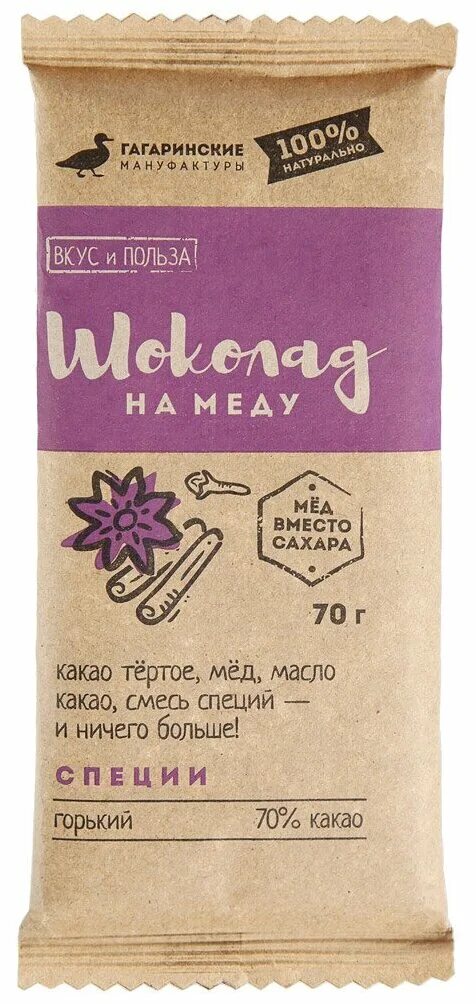 ГАГАРИНСКИЕ
МАНУФАКТУРЫ
100%
НАТУРАЛЬНО
ВКУС и ПОЛЬЗА
Шоколад
НА МЕДУ
МЁД
ВМЕСТО
САХАРА
70 г
какао тёртое, мёд, масло
какао, смесь специй —
и ничего больше!
СПЕЦИИ
горький 70% какао